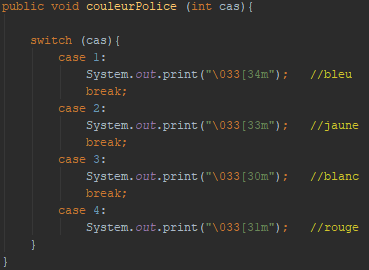 public void couleurPolice (int cas){
switch (cas){
case 1:
System.out.print("\033[34m"); //bleu
break;
case 2:
System.out.print("\033[33m"); //jaune
break;
case 3:
System.out.print("\033[30m"); //blanc
break;
case 4:
System.out.print("\033[31m"); //rouge
}
}